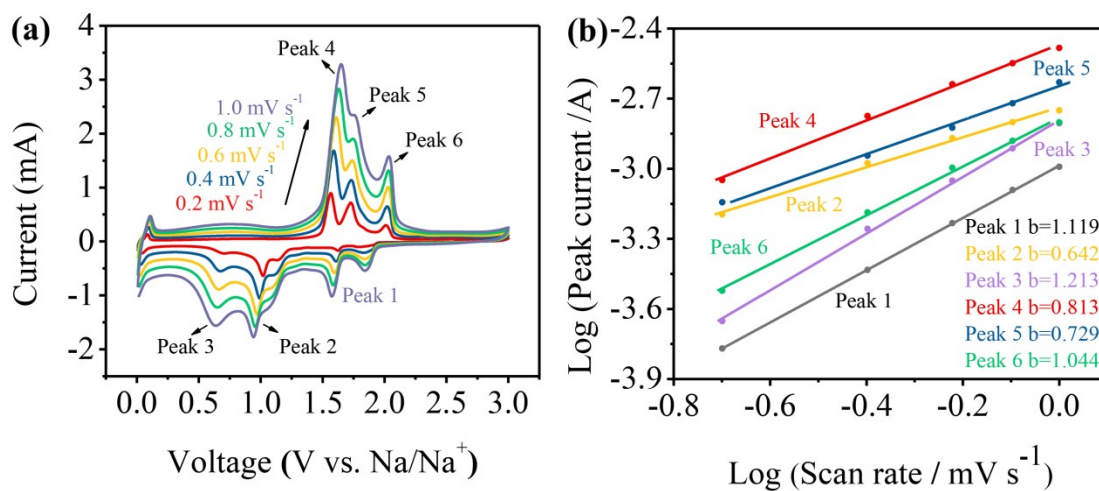 (a)
4
3
2
1
0
-1
-2
Current (mA)
Peak 4
Peak 5
Peak 6
1.0 mV s⁻¹
0.8 mV s⁻¹
0.6 mV s⁻¹
0.4 mV s⁻¹
0.2 mV s⁻¹
Peak 1
Peak 3
Peak 2
0.0 0.5 1.0 1.5 2.0 2.5 3.0
Voltage (V vs. Na/Na⁺)
(b)
-2.4
-2.7
-3.0
-3.3
-3.6
-3.9
Log (Peak current /A)
Peak 5
Peak 4
Peak 3
Peak 2
Peak 6
Peak 1
Peak 1 b=1.119
Peak 2 b=0.642
Peak 3 b=1.213
Peak 4 b=0.813
Peak 5 b=0.729
Peak 6 b=1.044
-0.8 -0.6 -0.4 -0.2 0.0
Log (Scan rate / mV s⁻¹)